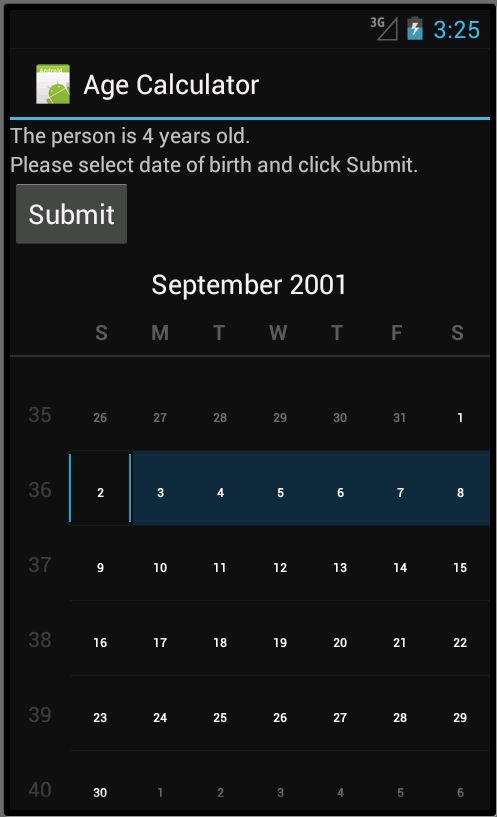 3G 3:25
Android
Age Calculator
The person is 4 years old.
Please select date of birth and click Submit.
Submit
September 2001
S M T W T F S
35 26 27 28 29 30 31 1
36 2 3 4 5 6 7 8
37 9 10 11 12 13 14 15
38 16 17 18 19 20 21 22
39 23 24 25 26 27 28 29
40 30 1 2 3 4 5 6